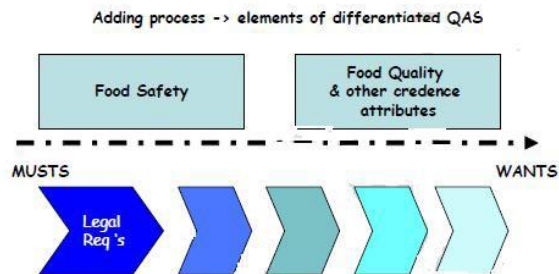 Adding process -> elements of differentiated QAS
Food Safety
Food Quality
& other credence
attributes
MUSTS
WANTS
Legal
Req 's